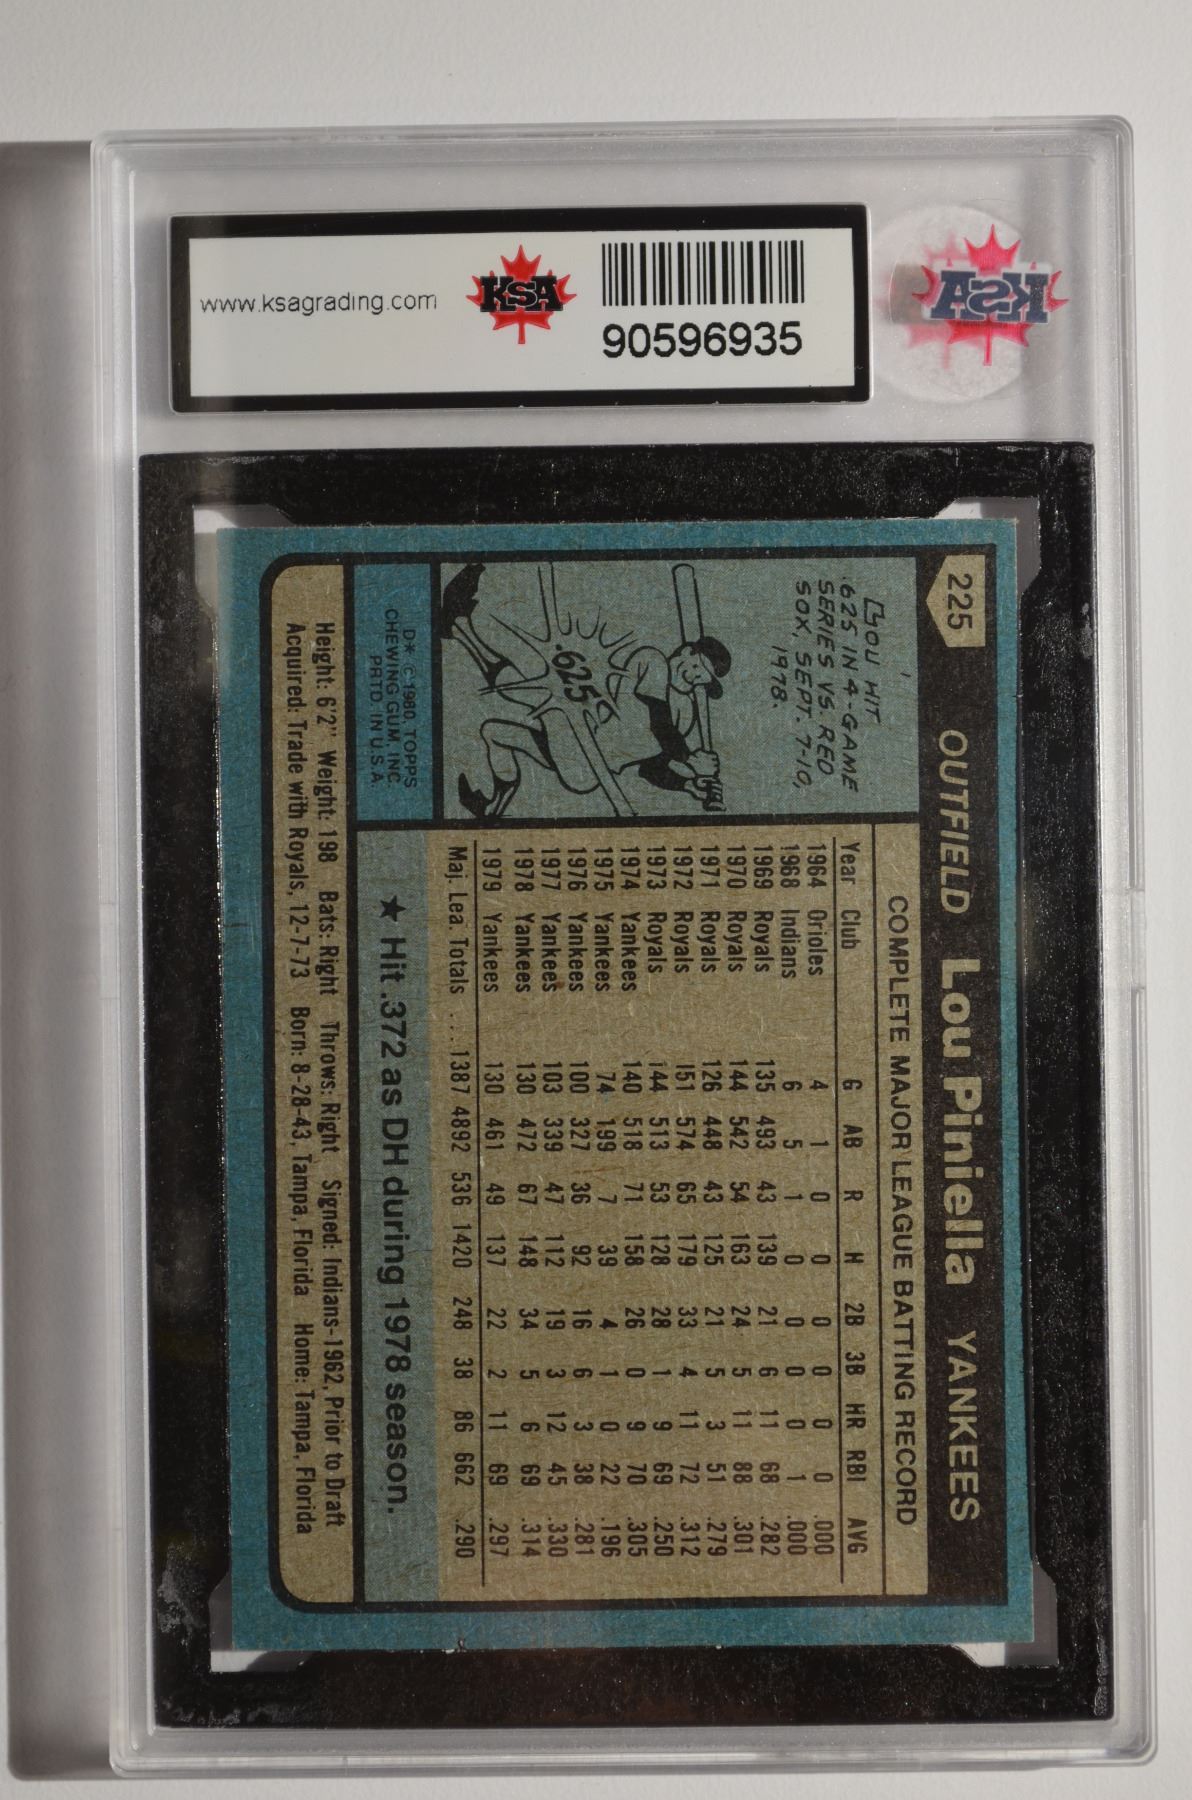 www.ksagrading.com
KSA
90596935
KSA
225
OUTFIELD Lou Piniella YANKEES
LOU HIT
.625 IN 4-GAME
SERIES VS. RED
SOX, SEPT. 7-10,
1978.
.625
D* © 1980, TOPPS
CHEWING GUM, INC.
PRTD. IN U.S.A.
COMPLETE MAJOR LEAGUE BATTING RECORD
Year Club G AB R H 2B 3B HR RBI AVG
1964 Orioles 4 1 0 0 0 0 0 0 .000
1968 Indians 6 5 1 0 0 0 0 1 .000
1969 Royals 135 493 43 139 21 6 11 68 .282
1970 Royals 144 542 54 163 24 5 11 88 .301
1971 Royals 126 448 43 125 21 5 3 51 .279
1972 Royals 151 574 65 179 33 4 11 72 .312
1973 Royals 144 513 53 128 28 1 9 69 .250
1974 Yankees 140 518 71 158 26 0 9 70 .305
1975 Yankees 74 199 7 39 4 1 0 22 .196
1976 Yankees 100 327 36 92 16 6 3 38 .281
1977 Yankees 103 339 47 112 19 3 12 45 .330
1978 Yankees 130 472 67 148 34 5 6 69 .314
1979 Yankees 130 461 49 137 22 2 11 69 .297
Maj. Lea. Totals .... 1387 4892 536 1420 248 38 86 662 .290
★ Hit .372 as DH during 1978 season.
Height: 6'2" Weight: 198 Bats: Right Throws: Right Signed: Indians-1962, Prior to Draft
Acquired: Trade with Royals, 12-7-73 Born: 8-28-43, Tampa, Florida Home: Tampa, Florida